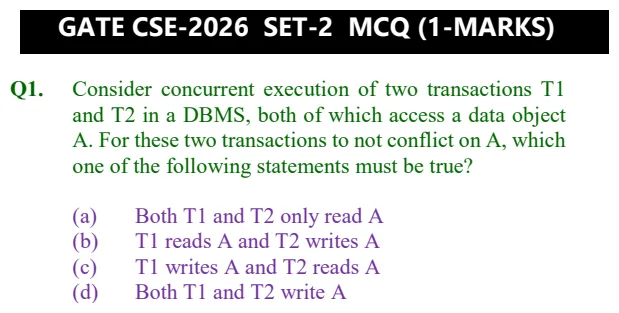 GATE CSE-2026 SET-2 MCQ (1-MARKS)
Q1. Consider concurrent execution of two transactions T1
and T2 in a DBMS, both of which access a data object
A. For these two transactions to not conflict on A, which
one of the following statements must be true?
(a) Both T1 and T2 only read A
(b) T1 reads A and T2 writes A
(c) T1 writes A and T2 reads A
(d) Both T1 and T2 write A